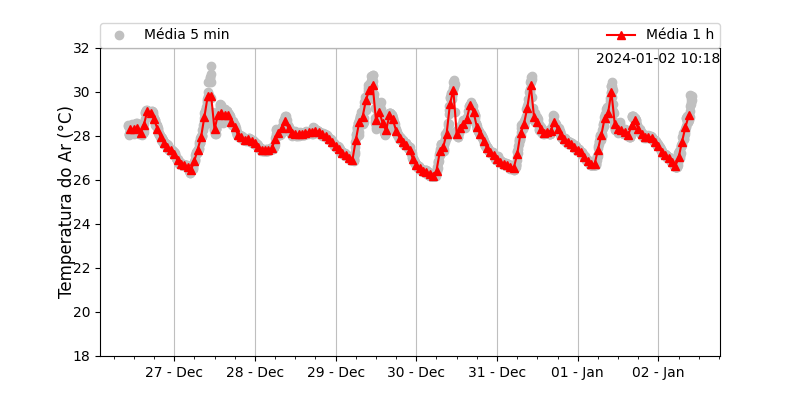 Média 5 min
Média 1 h
2024-01-02 10:18
Temperatura do Ar (°C)
32
30
28
26
24
22
20
18
27 - Dec
28 - Dec
29 - Dec
30 - Dec
31 - Dec
01 - Jan
02 - Jan